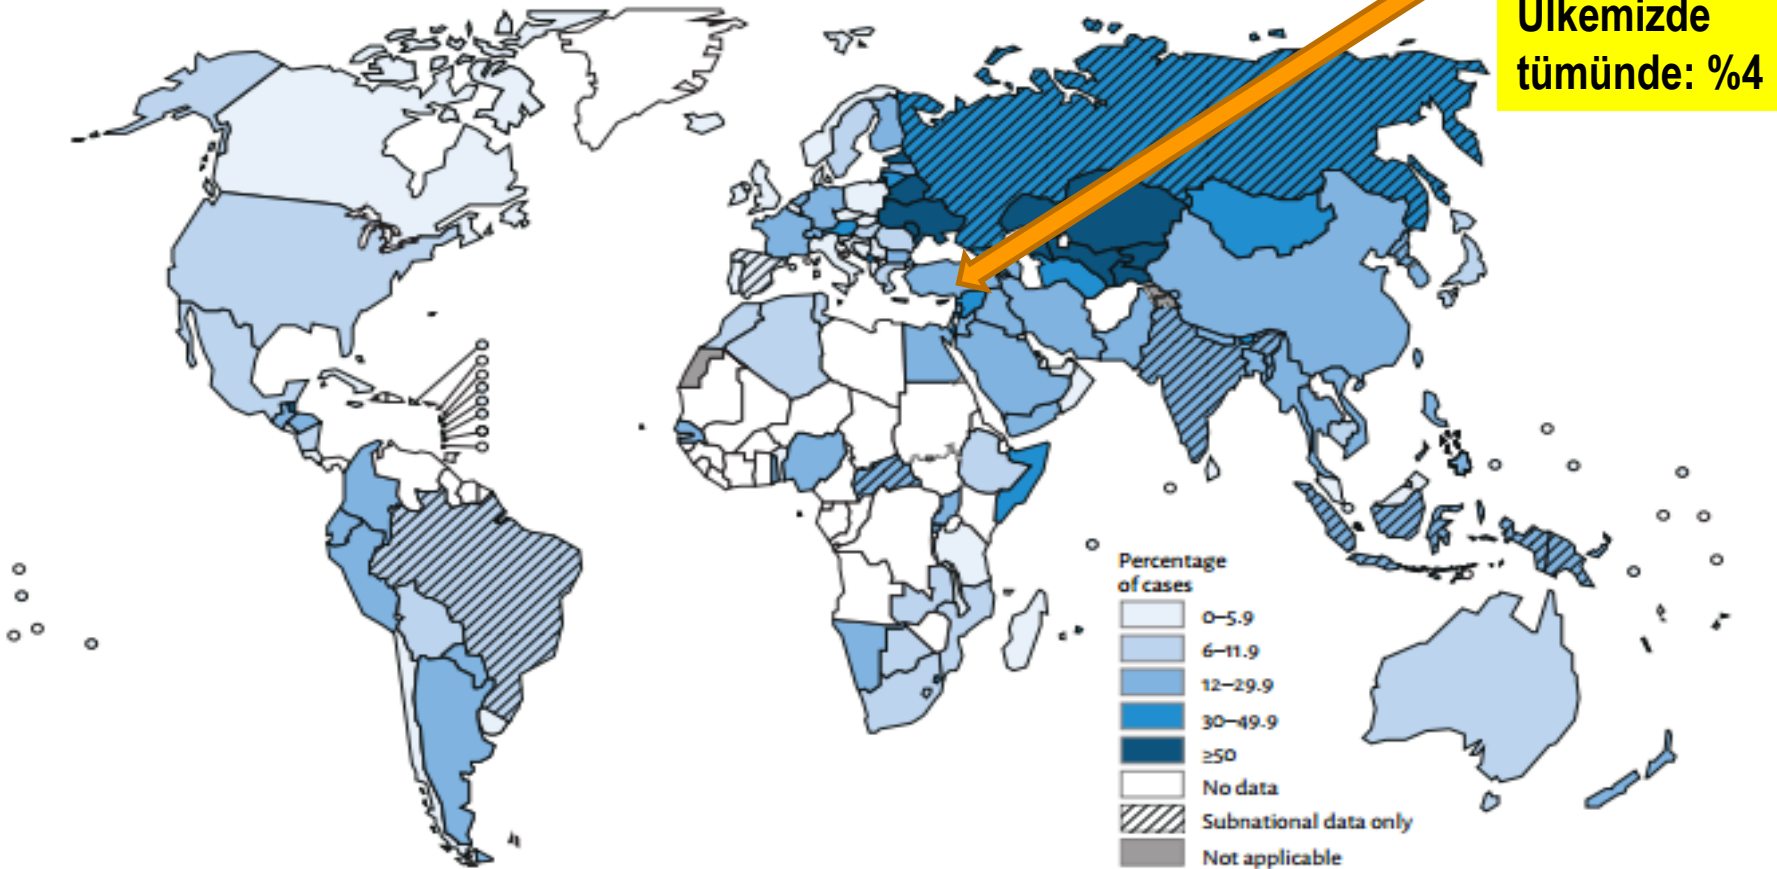 Ülkemizde
tümünde: %4
Percentage
of cases
0–5.9
6–11.9
12–29.9
30–49.9
≥50
No data
Subnational data only
Not applicable